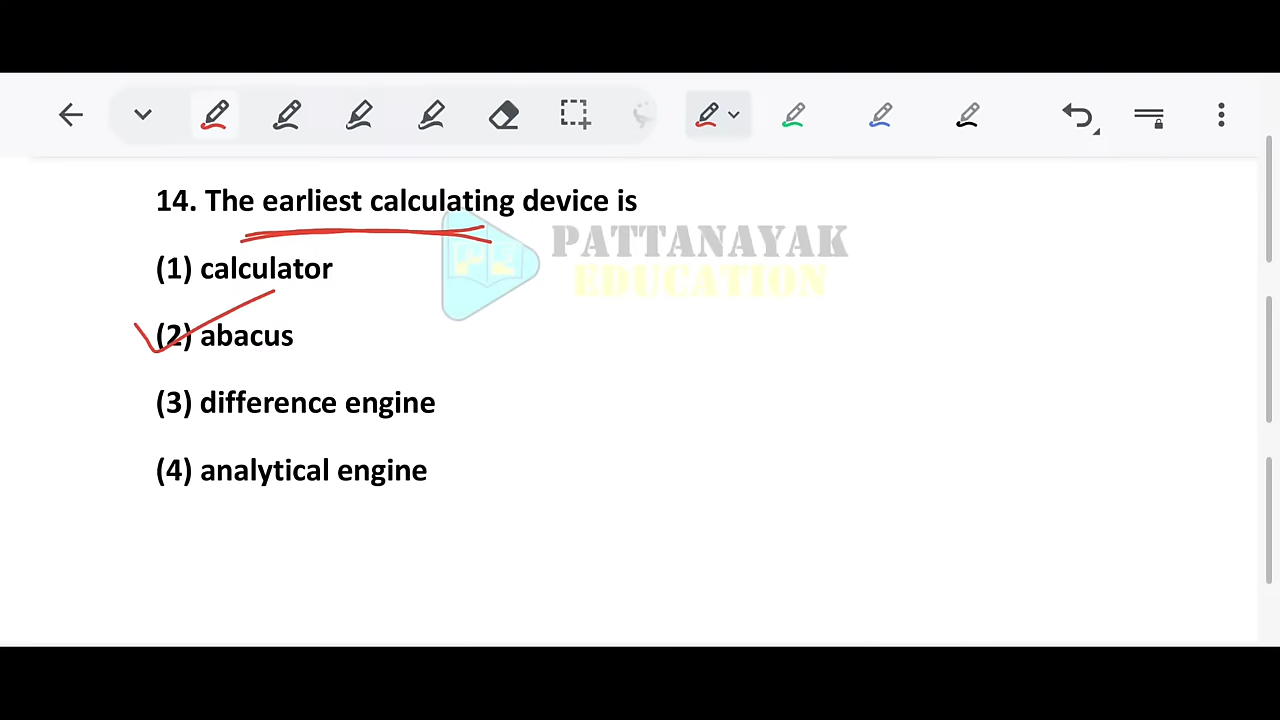 14. The earliest calculating device is
PATTANAYAK
EDUCATION
(1) calculator
(2) abacus
(3) difference engine
(4) analytical engine